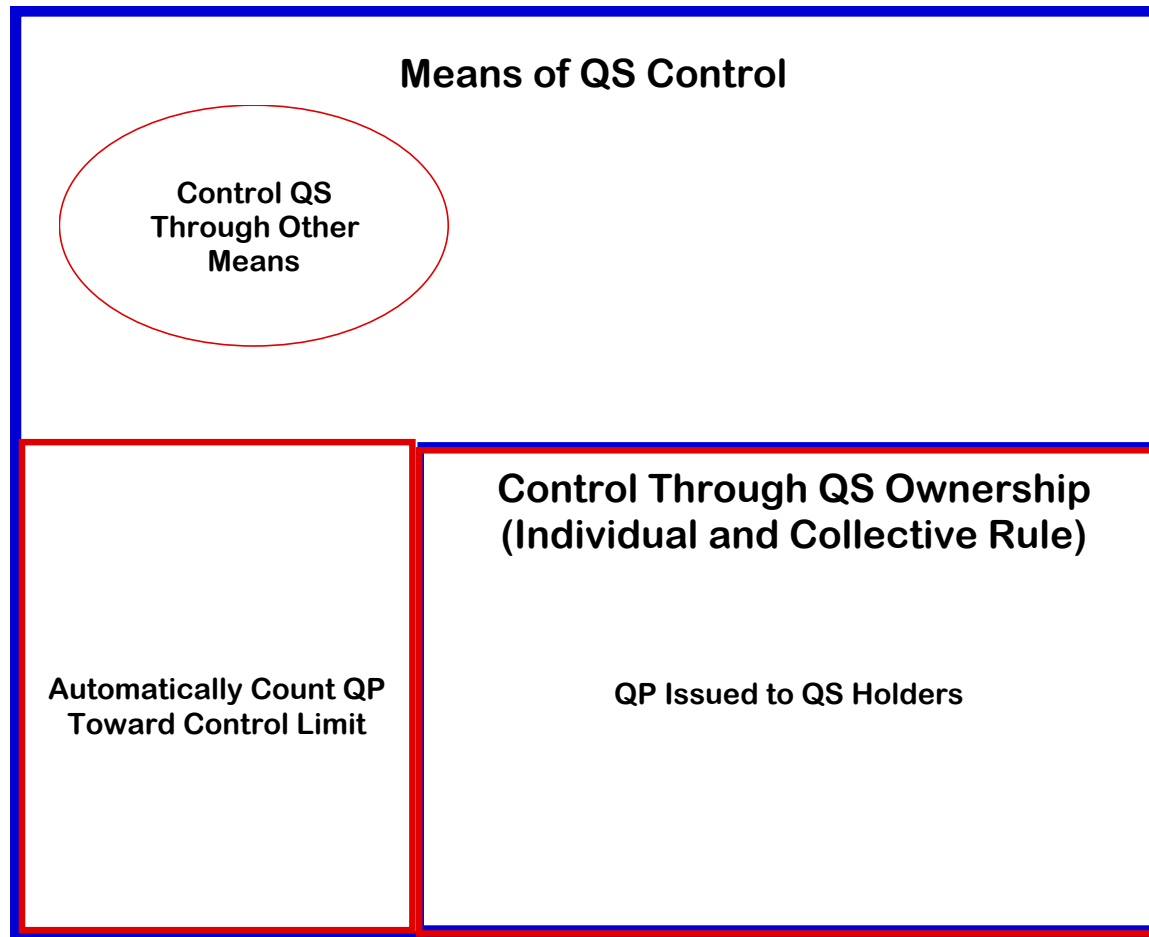 Means of QS Control
Control QS
Through Other
Means
Control Through QS Ownership
(Individual and Collective Rule)
Automatically Count QP
Toward Control Limit
QP Issued to QS Holders